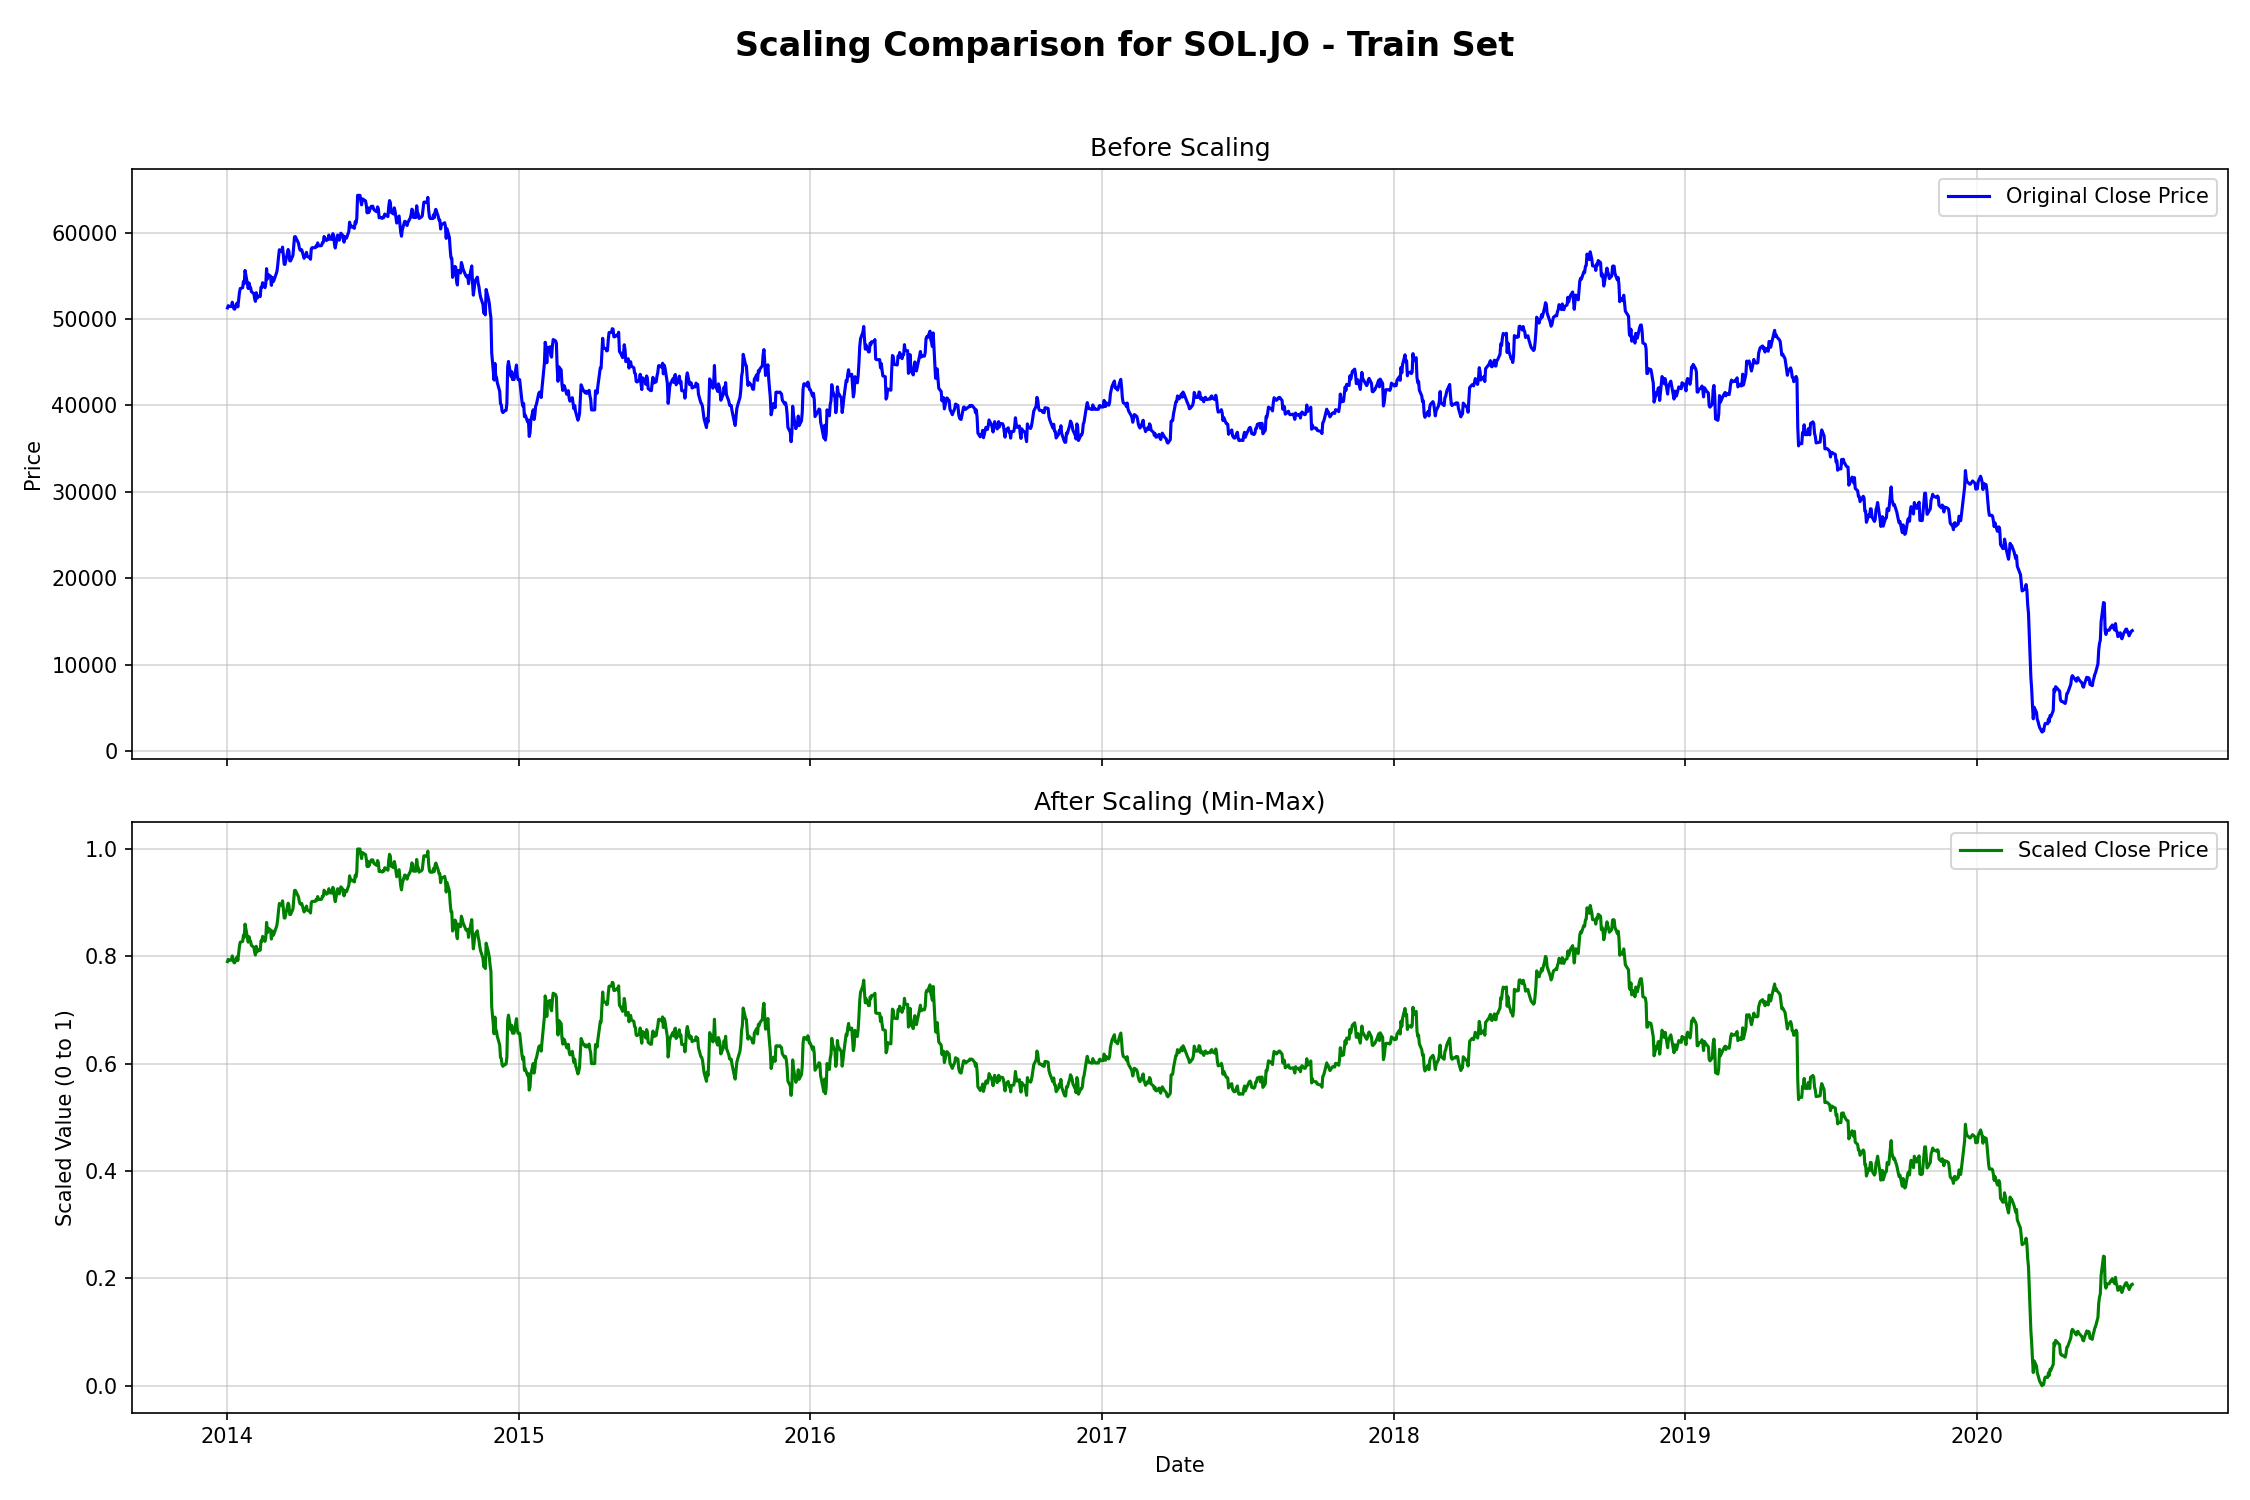 Scaling Comparison for SOL.JO - Train Set
Before Scaling
Original Close Price
60000
50000
40000
30000
20000
10000
0
Price
After Scaling (Min-Max)
Scaled Close Price
1.0
0.8
0.6
0.4
0.2
0.0
Scaled Value (0 to 1)
2014 2015 2016 2017 2018 2019 2020
Date